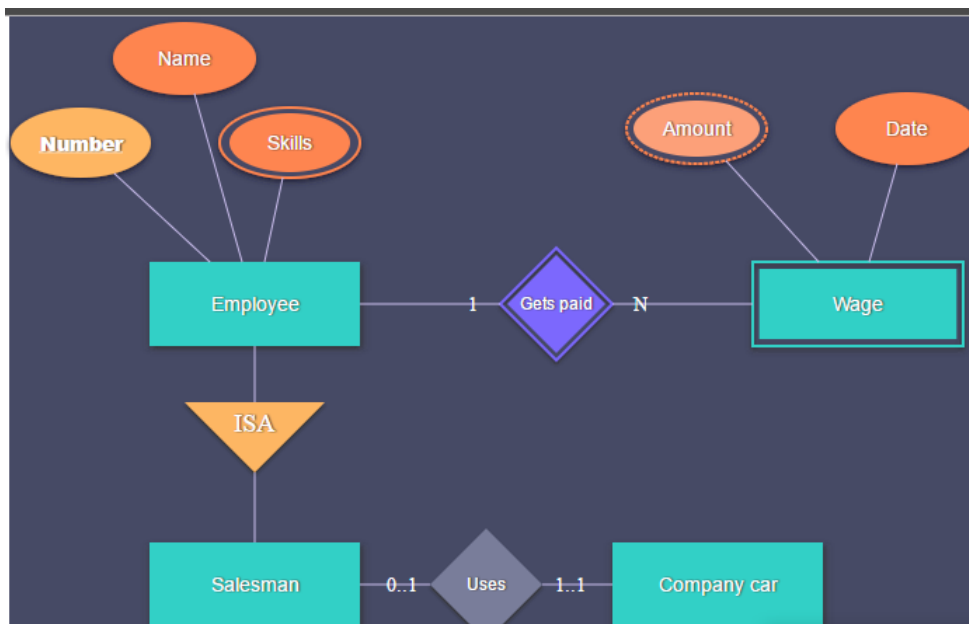 Name
Number
Skills
Amount
Date
Employee
1
Gets paid
N
Wage
ISA
Salesman
0..1
Uses
1..1
Company car